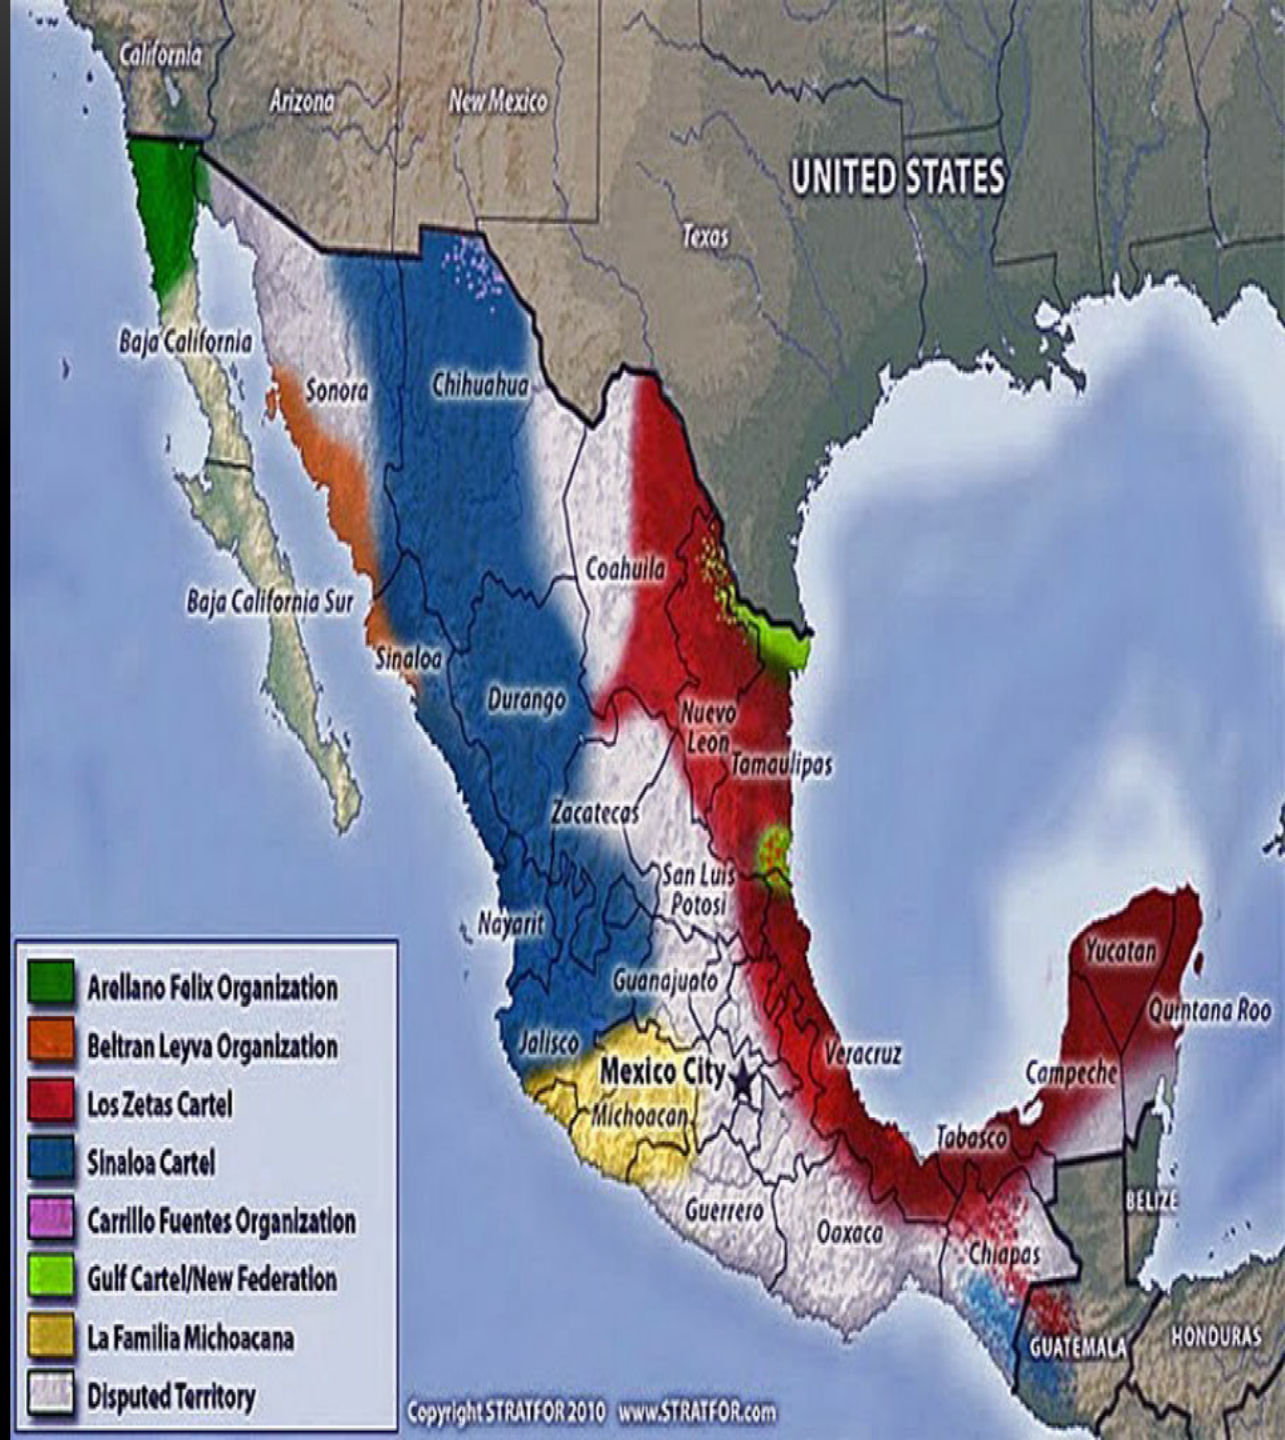 California
Arizona
New Mexico
UNITED STATES
Texas
Baja California
Sonora
Chihuahua
Coahuila
Baja California Sur
Sinaloa
Durango
Nuevo
Leon
Tamaulipas
Zacatecas
San Luis
Potosi
Nayarit
Guanajuoto
Yucatan
Quintana Roo
Jalisco
Mexico City
Veracruz
Campeche
Michoacan
Tabasco
Guerrero
Oaxaca
Chiapas
BELIZE
GUATEMALA
HONDURAS
Arellano Felix Organization
Beltran Leyva Organization
Los Zetas Cartel
Sinaloa Cartel
Carrillo Fuentes Organization
Gulf Cartel/New Federation
La Familia Michoacana
Disputed Territory
Copyright STRATFOR 2010 www.STRATFOR.com